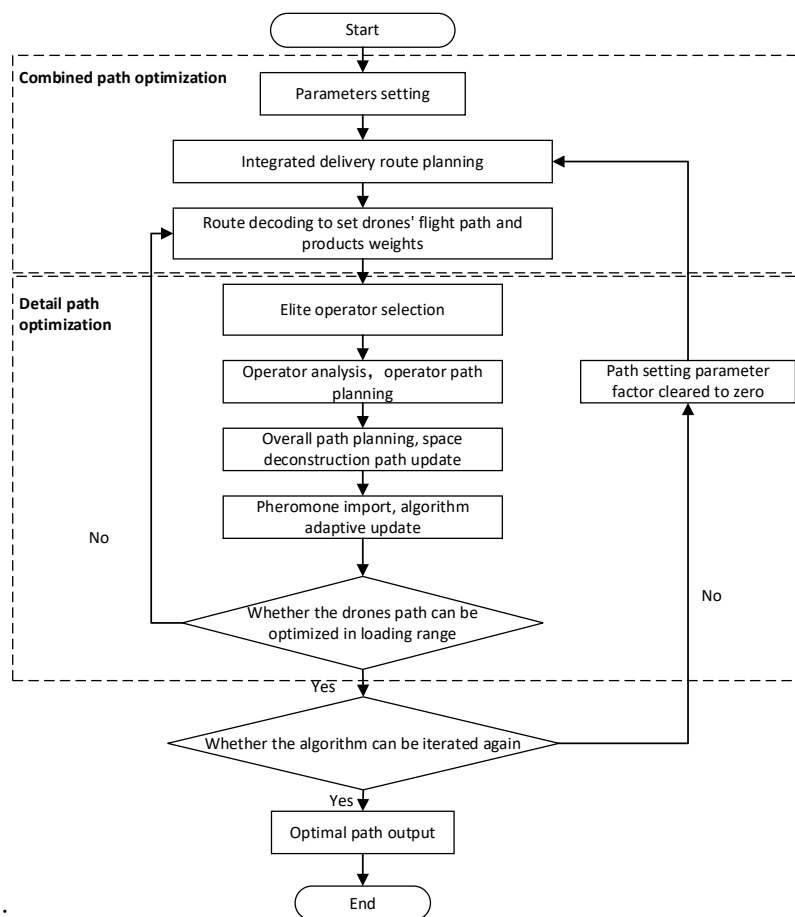 Start
Combined path optimization
Parameters setting
Integrated delivery route planning
Route decoding to set drones' flight path and
products weights
Detail path
optimization
Elite operator selection
Operator analysis，operator path
planning
Path setting parameter
factor cleared to zero
Overall path planning, space
deconstruction path update
Pheromone import, algorithm
adaptive update
No
No
Whether the drones path can be
optimized in loading range
Yes
Whether the algorithm can be iterated again
Yes
Optimal path output
End
.